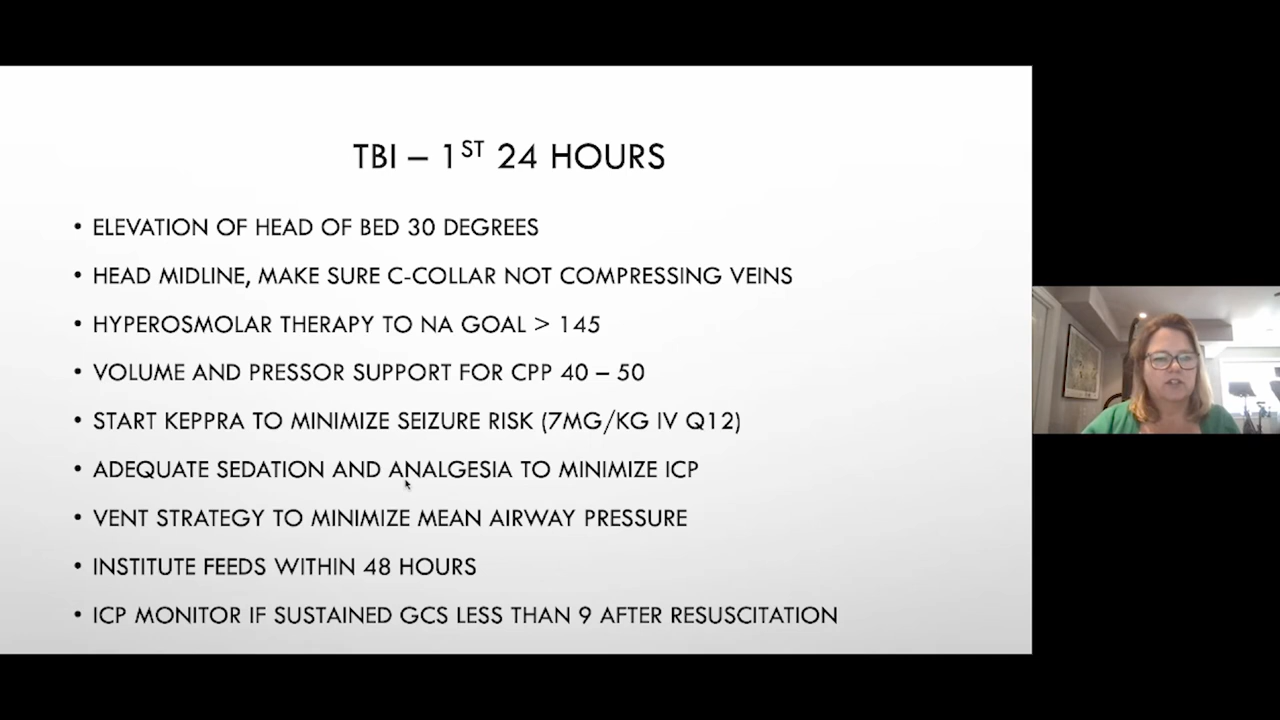 TBI – 1ST 24 HOURS
• ELEVATION OF HEAD OF BED 30 DEGREES
• HEAD MIDLINE, MAKE SURE C-COLLAR NOT COMPRESSING VEINS
• HYPEROSMOLAR THERAPY TO NA GOAL > 145
• VOLUME AND PRESSOR SUPPORT FOR CPP 40 – 50
• START KEPPRA TO MINIMIZE SEIZURE RISK (7MG/KG IV Q12)
• ADEQUATE SEDATION AND ANALGESIA TO MINIMIZE ICP
• VENT STRATEGY TO MINIMIZE MEAN AIRWAY PRESSURE
• INSTITUTE FEEDS WITHIN 48 HOURS
• ICP MONITOR IF SUSTAINED GCS LESS THAN 9 AFTER RESUSCITATION